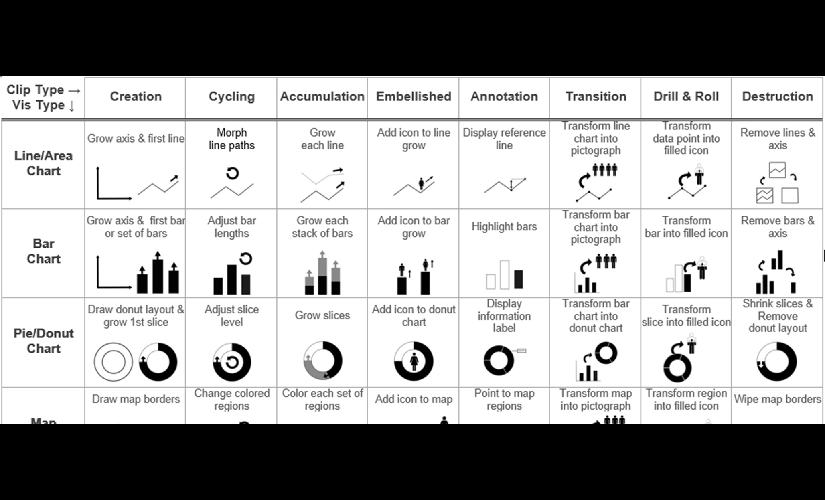 Clip Type → Creation Cycling Accumulation Embellished Annotation Transition Drill & Roll Destruction
Vis Type ↓
Line/Area
Chart
Grow axis & first line
Morph
line paths
Grow
each line
Add icon to line
grow
Display reference
line
Transform line
chart into
pictograph
Transform
data point into
filled icon
Remove lines &
axis
Bar
Chart
Grow axis & first bar
or set of bars
Adjust bar
lengths
Grow each
stack of bars
Add icon to bar
grow
Highlight bars
Transform bar
chart into
pictograph
Transform
bar into filled icon
Remove bars &
axis
Pie/Donut
Chart
Draw donut layout &
grow 1st slice
Adjust slice
level
Grow slices
Add icon to donut
chart
Display
information
label
Transform bar
chart into
donut chart
Transform
slice into filled icon
Shrink slices &
Remove
donut layout
Map
Draw map borders
Change colored
regions
Color each set of
regions
Add icon to map
Point to map
regions
Transform map
into pictograph
Transform region
into filled icon
Wipe map borders